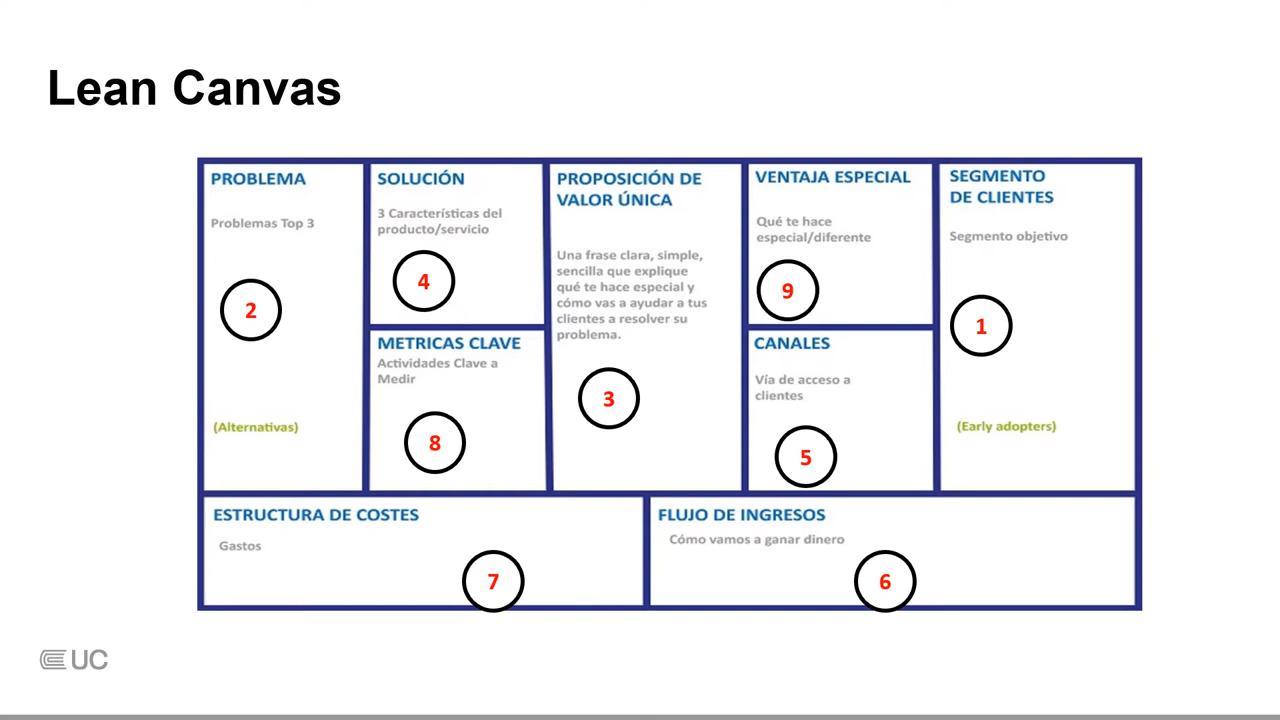 Lean Canvas
PROBLEMA
Problemas Top 3
2
(Alternativas)
SOLUCIÓN
3 Características del
producto/servicio
4
METRICAS CLAVE
Actividades Clave a
Medir
8
PROPOSICIÓN DE
VALOR ÚNICA
Una frase clara, simple,
sencilla que explique
qué te hace especial y
cómo vas a ayudar a tus
clientes a resolver su
problema.
3
VENTAJA ESPECIAL
Qué te hace
especial/diferente
9
CANALES
Vía de acceso a
clientes
5
SEGMENTO
DE CLIENTES
Segmento objetivo
1
(Early adopters)
ESTRUCTURA DE COSTES
Gastos
7
FLUJO DE INGRESOS
Cómo vamos a ganar dinero
6
UC